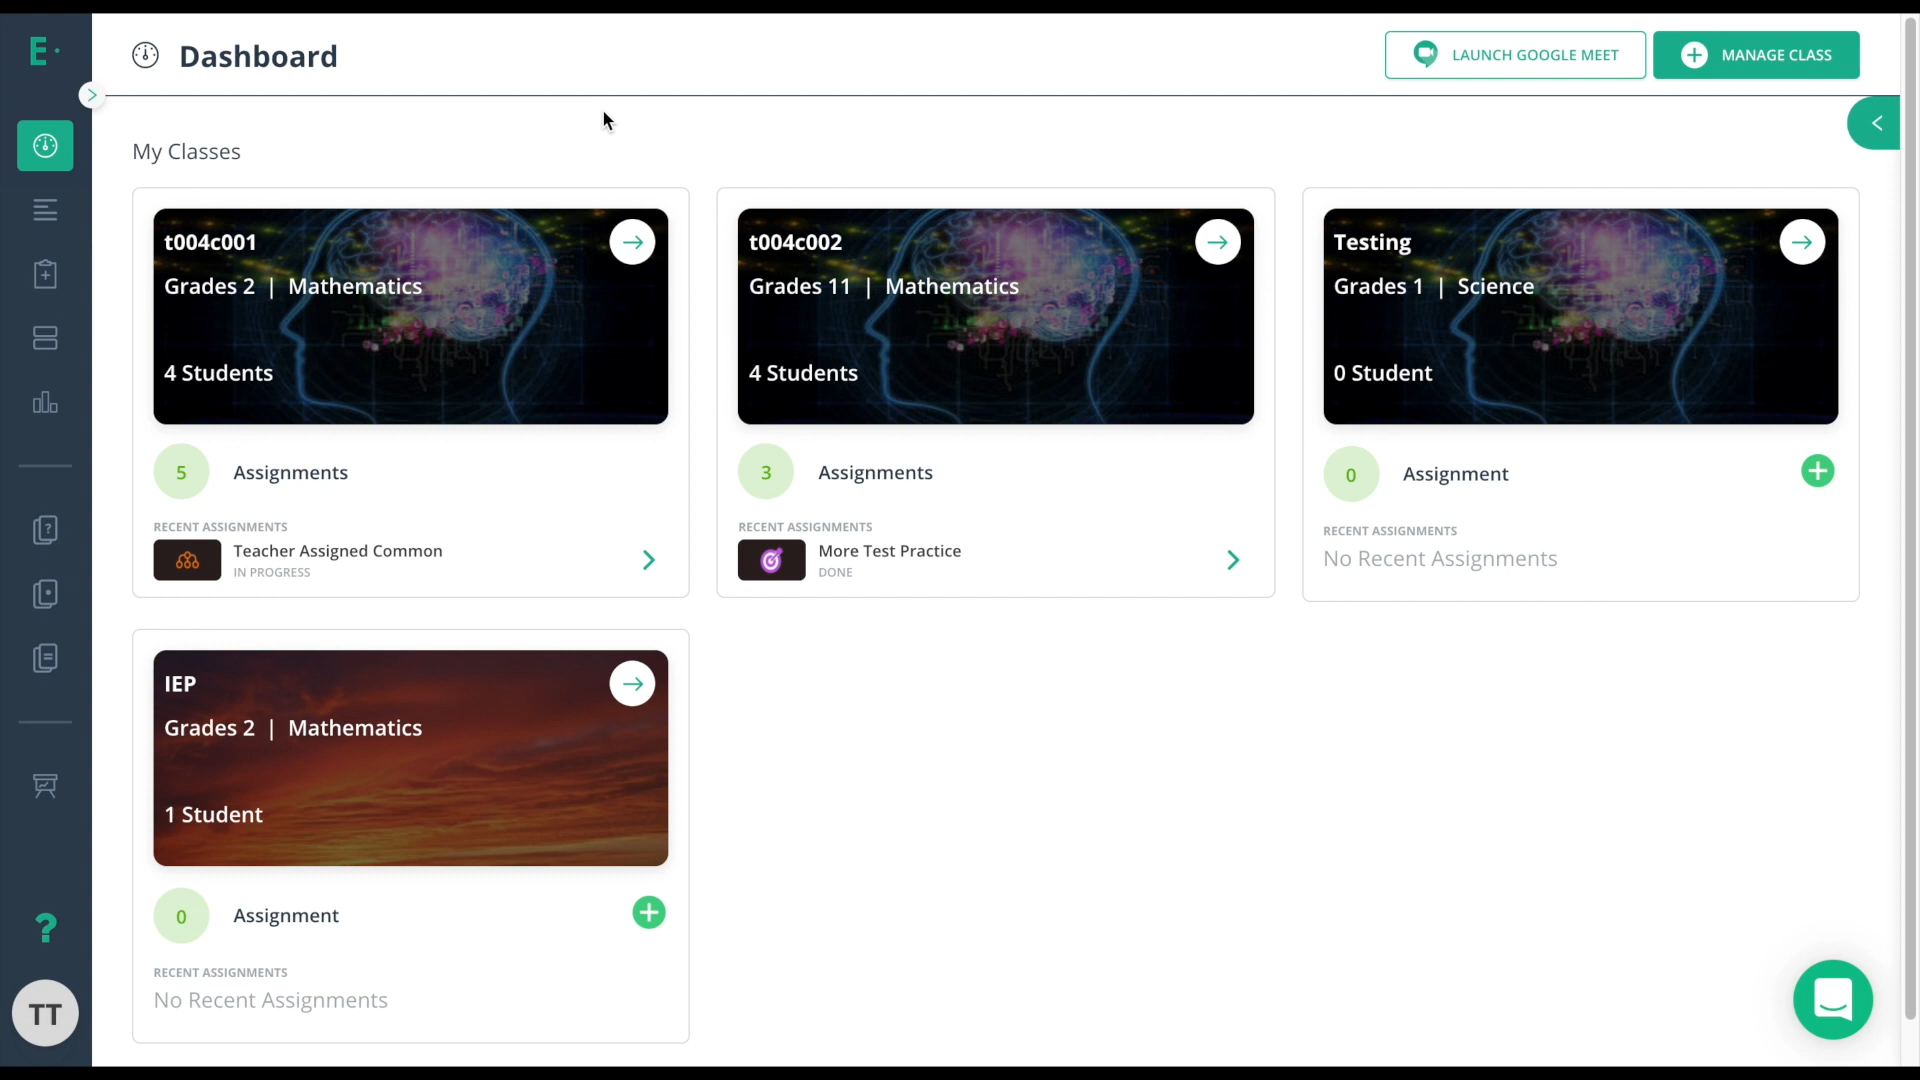 E
Dashboard
LAUNCH GOOGLE MEET
MANAGE CLASS
My Classes
t004c001
Grades 2 | Mathematics
4 Students
5 Assignments
RECENT ASSIGNMENTS
Teacher Assigned Common
IN PROGRESS
t004c002
Grades 11 | Mathematics
4 Students
3 Assignments
RECENT ASSIGNMENTS
More Test Practice
DONE
Testing
Grades 1 | Science
0 Student
0 Assignment
RECENT ASSIGNMENTS
No Recent Assignments
IEP
Grades 2 | Mathematics
1 Student
0 Assignment
RECENT ASSIGNMENTS
No Recent Assignments
?
TT